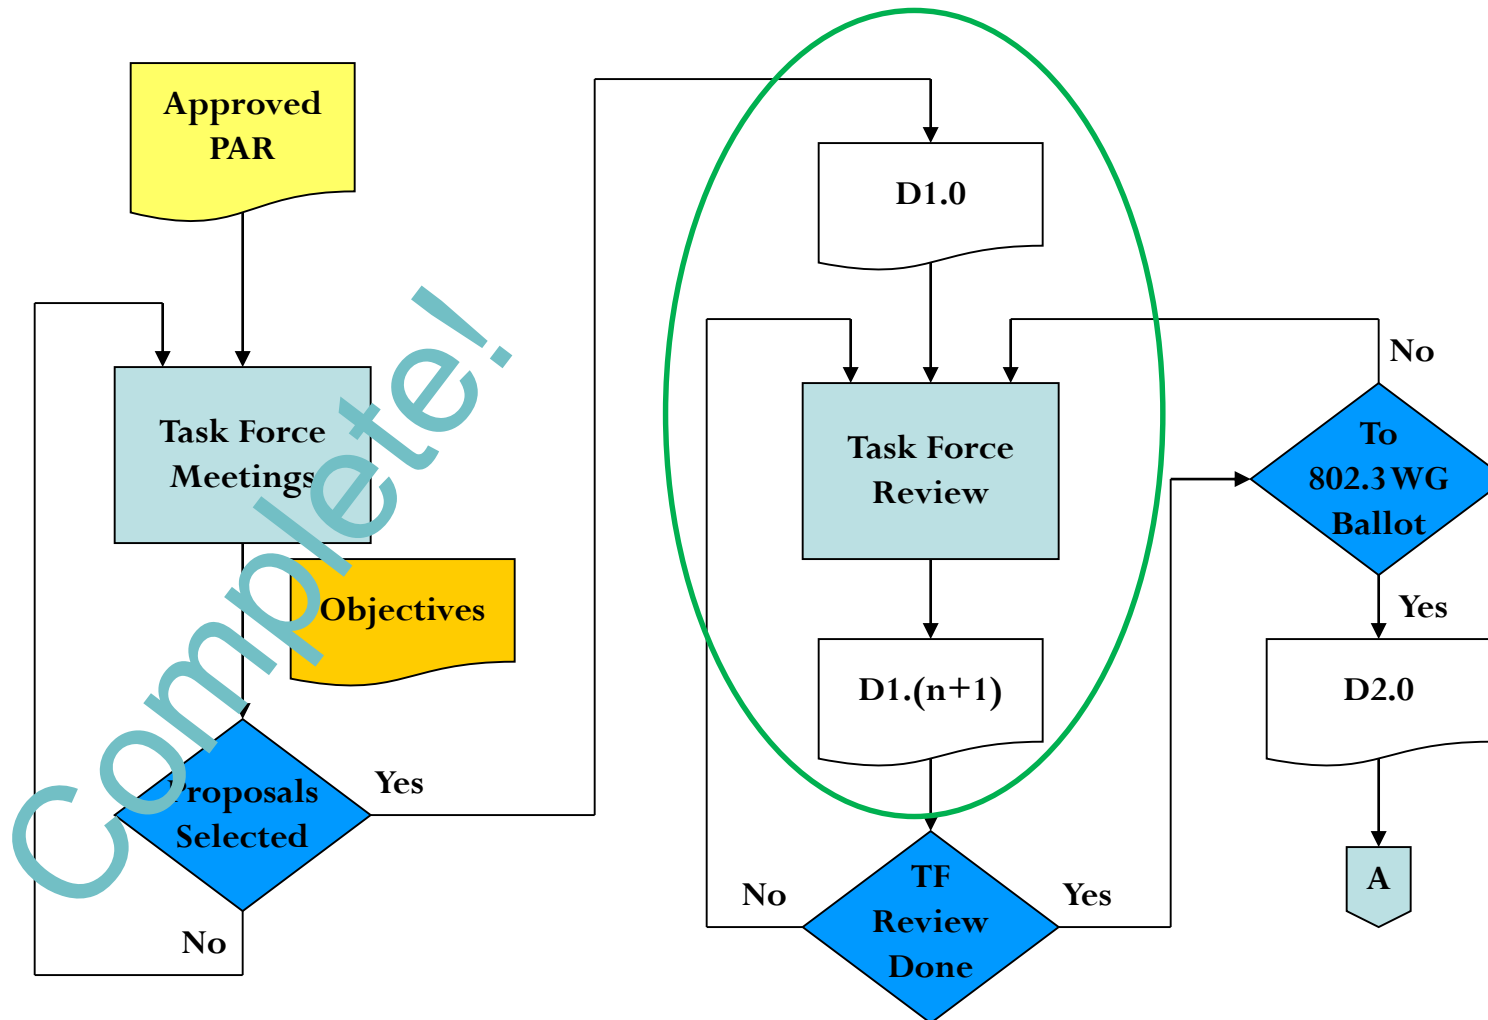 Approved
PAR
Task Force
Meetings
Objectives
Proposals
Selected
Yes
No
Complete!
D1.0
Task Force
Review
D1.(n+1)
TF
Review
Done
No
Yes
To
802.3 WG
Ballot
No
Yes
D2.0
A